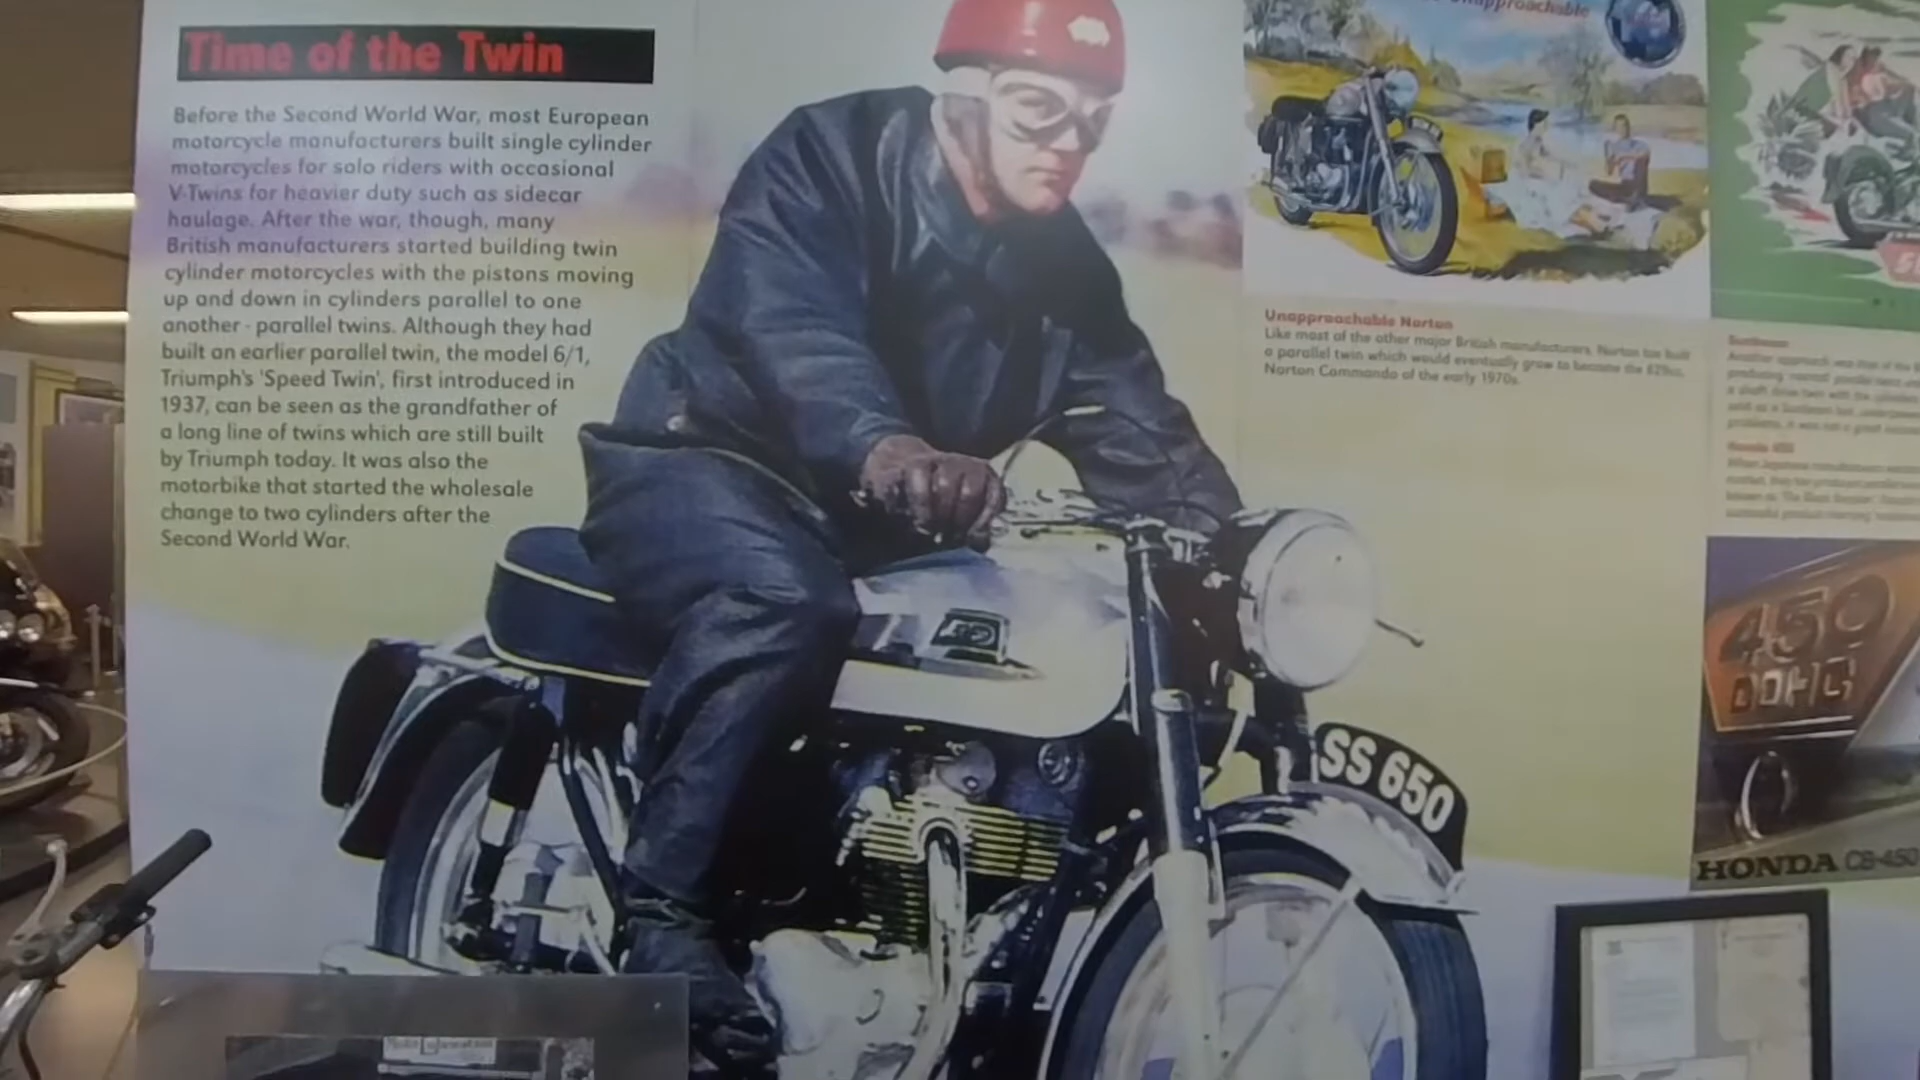 Time of the Twin
Before the Second World War, most European
motorcycle manufacturers built single cylinder
motorcycles for solo riders with occasional
V-Twins for heavier duty such as sidecar
haulage. After the war, though, many
British manufacturers started building twin
cylinder motorcycles with the pistons moving
up and down in cylinders parallel to one
another - parallel twins. Although they had
built an earlier parallel twin, the model 6/1,
Triumph's 'Speed Twin', first introduced in
1937, can be seen as the grandfather of
a long line of twins which are still built
by Triumph today. It was also the
motorbike that started the wholesale
change to two cylinders after the
Second World War.
SS 650
Unapproachable
Unapproachable Norton
Like most of the other major British manufacturers, Norton too built
a parallel twin which would eventually grow to become the 829cc
Norton Commando of the early 1970s.
Honda 450
450
DOHC
HONDA CB-450